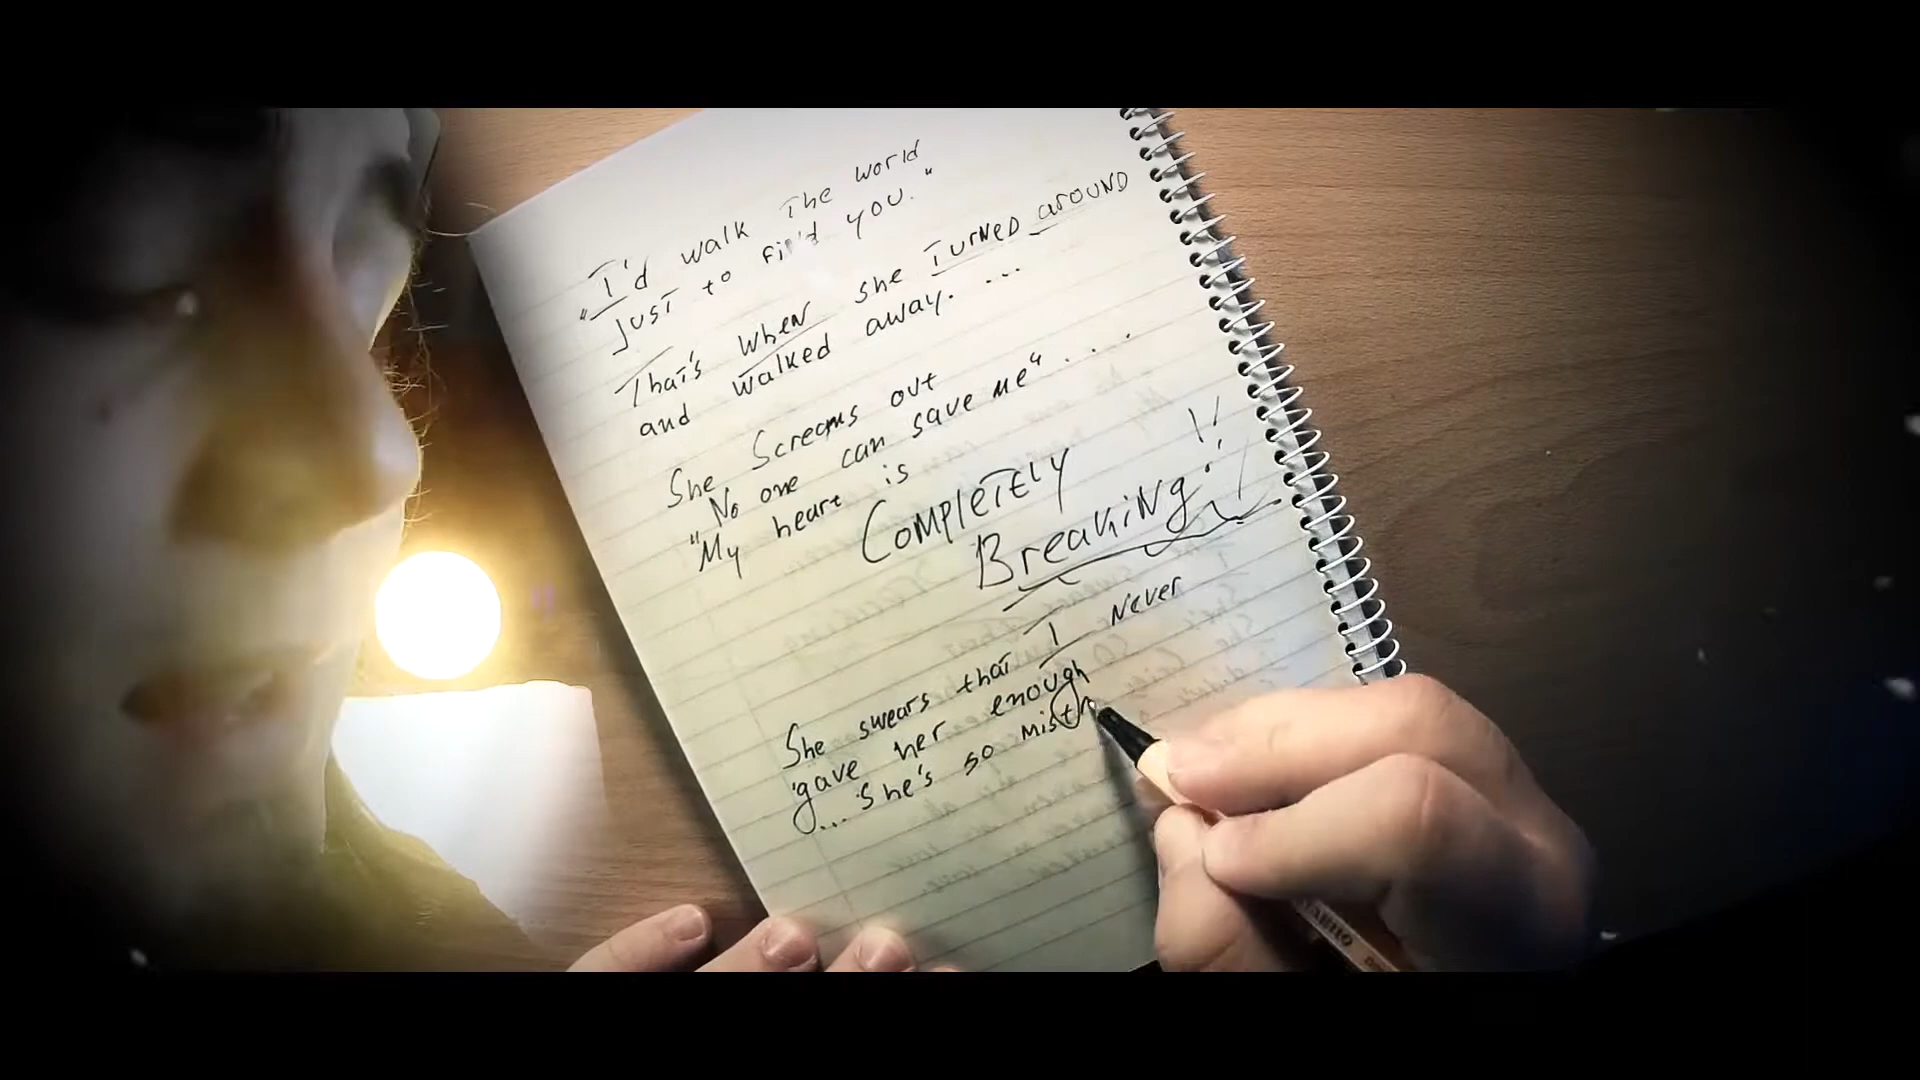 "I'd walk the world
just to find you."
That's when she turned around
and walked away. ...
She Screams out
"No one can save me" ....
"My heart is
COMPLETELY
Breaking!!
She swears that I never
gave her enough
... She's so mist
STABILO